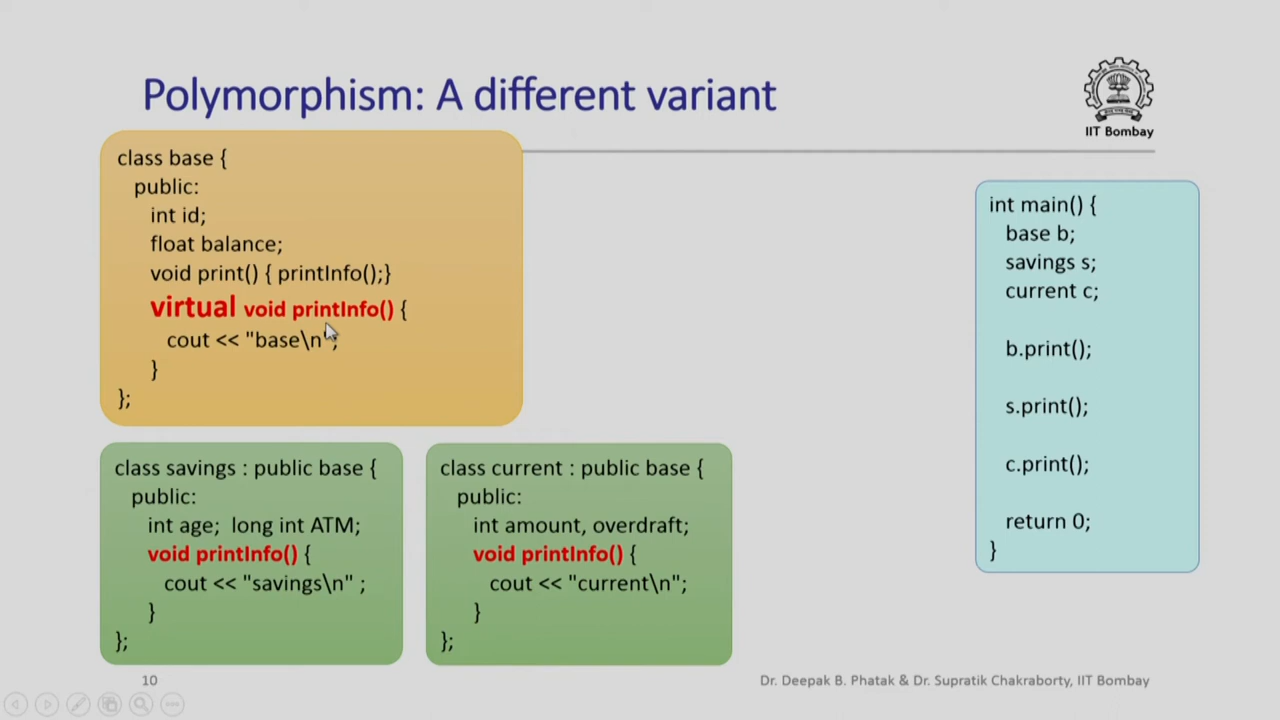 Polymorphism: A different variant
IIT Bombay
class base {
public:
int id;
float balance;
void print() { printInfo();}
virtual void printInfo() {
cout << "base\n";
}
};
class savings : public base {
public:
int age; long int ATM;
void printInfo() {
cout << "savings\n" ;
}
};
class current : public base {
public:
int amount, overdraft;
void printInfo() {
cout << "current\n";
}
};
int main() {
base b;
savings s;
current c;
b.print();
s.print();
c.print();
return 0;
}
10
Dr. Deepak B. Phatak & Dr. Supratik Chakraborty, IIT Bombay